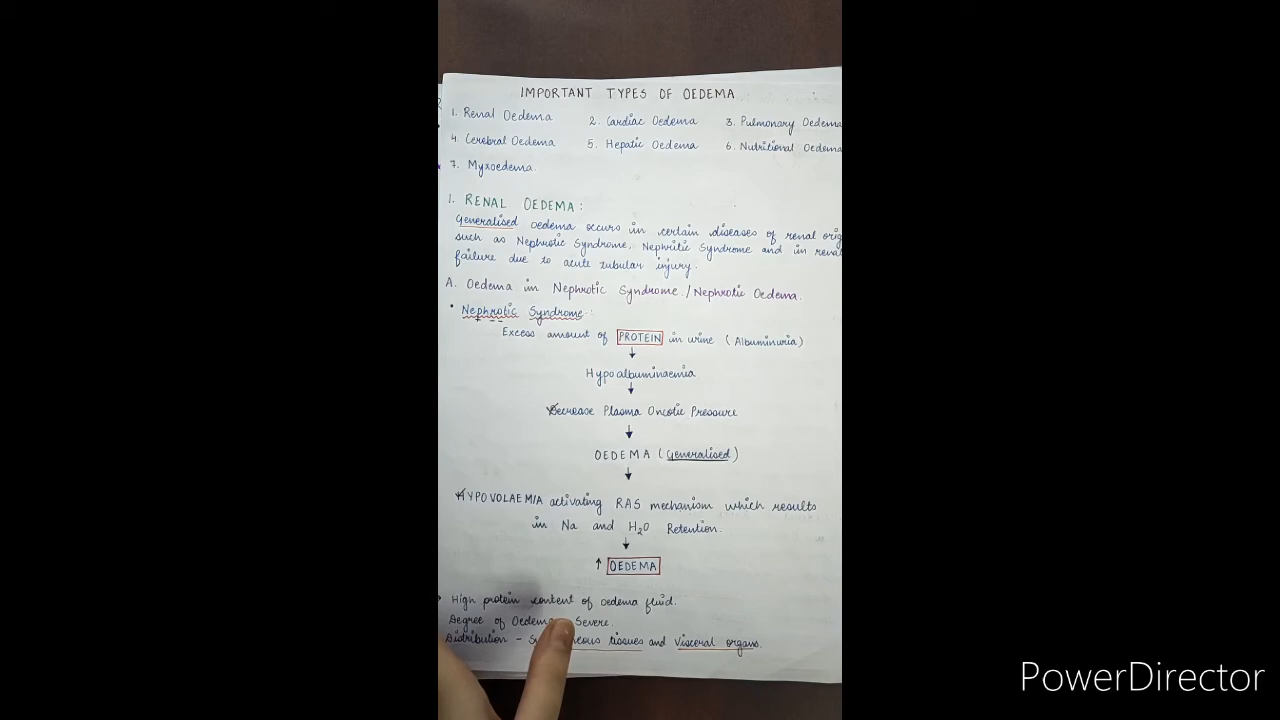 IMPORTANT TYPES OF OEDEMA
1. Renal Oedema 2. Cardiac Oedema 3. Pulmonary Oedema
4. Cerebral Oedema 5. Hepatic Oedema 6. Nutritional Oedema
7. Myxoedema.
1. RENAL OEDEMA:
Generalised oedema occurs in certain diseases of renal orig
such as Nephrotic Syndrome, Nephritic Syndrome and in renal
failure due to acute tubular injury.
A. Oedema in Nephrotic Syndrome / Nephrotic Oedema.
• Nephrotic Syndrome:
Excess amount of PROTEIN in urine (Albuminuria)
↓
Hypoalbuminaemia
↓
Decrease Plasma Oncotic Pressure
↓
OEDEMA (Generalised)
↓
HYPOVOLAEMIA activating RAS mechanism which results
in Na and H2O Retention.
↓
↑ OEDEMA
• High protein content of oedema fluid.
Degree of Oedema Severe.
Distribution - neous tissues and Visceral organs.
PowerDirector